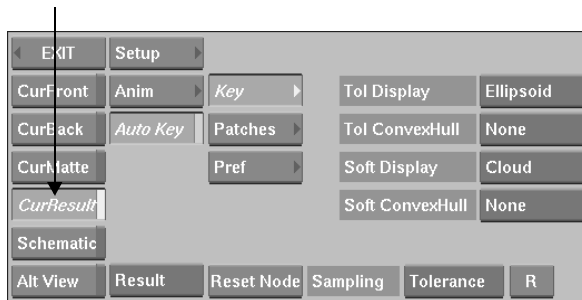 EXIT Setup
CurFront Anim Key Tol Display Ellipsoid
CurBack Auto Key Patches Tol ConvexHull None
CurMatte Pref Soft Display Cloud
CurResult Soft ConvexHull None
Schematic
Alt View Result Reset Node Sampling Tolerance R